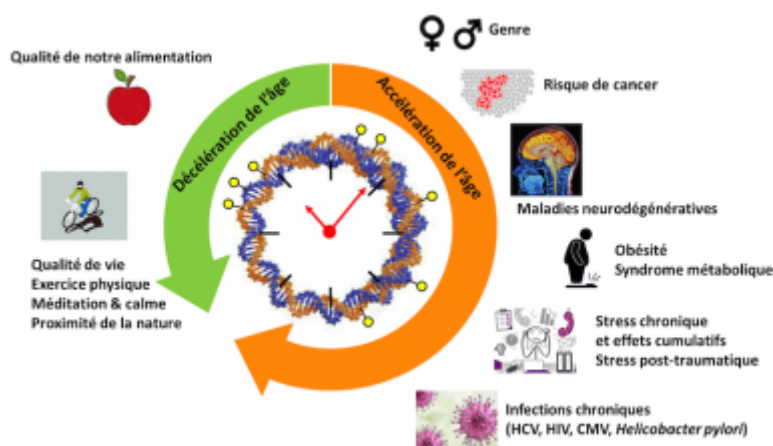 Genre
Qualité de notre alimentation
Décélération de l'âge
Accélération de l'âge
Risque de cancer
Maladies neurodégénératives
Qualité de vie
Exercice physique
Méditation & calme
Proximité de la nature
Obésité
Syndrome métabolique
Stress chronique
et effets cumulatifs
Stress post-traumatique
Infections chroniques
(HCV, HIV, CMV, Helicobacter pylori)